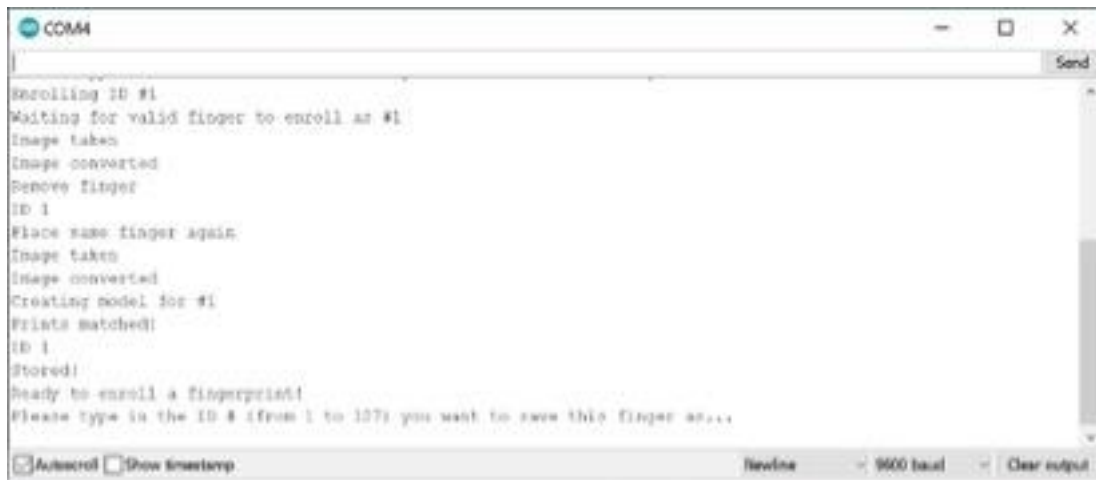 COM4
Send
Enrolling ID #1
Waiting for valid finger to enroll as #1
Image taken
Image converted
Remove finger
ID 1
Place same finger again
Image taken
Image converted
Creating model for #1
Prints matched!
ID 1
Stored!
Ready to enroll a fingerprint!
Please type in the ID # (from 1 to 127) you want to save this finger as...
Autoscroll Show timestamp Newline 9600 baud Clear output